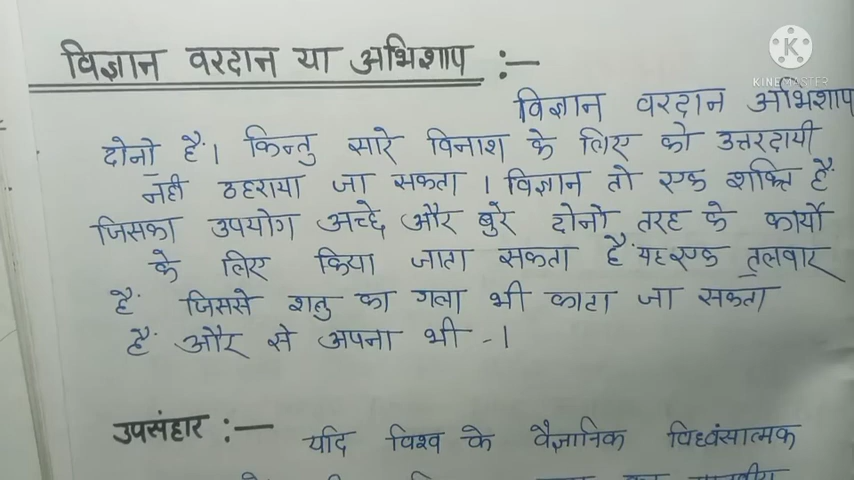 विज्ञान वरदान या अभिशाप :—
K
KINEMASTER
विज्ञान वरदान अभिशाप
दोनो है। किन्तु सारे विनाश के लिए को उत्तरदायी
नही ठहराया जा सकता । विज्ञान तो एक शक्ति है
जिसका उपयोग अच्छे और बुरे दोनो तरह के कार्यो
के लिए किया जाता सकता है यह एक तलवार
है जिससे शत्रु का गला भी काटा जा सकता
है और से अपना भी -।
उपसंहार :— यदि विश्व के वैज्ञानिक विध्वंसात्मक